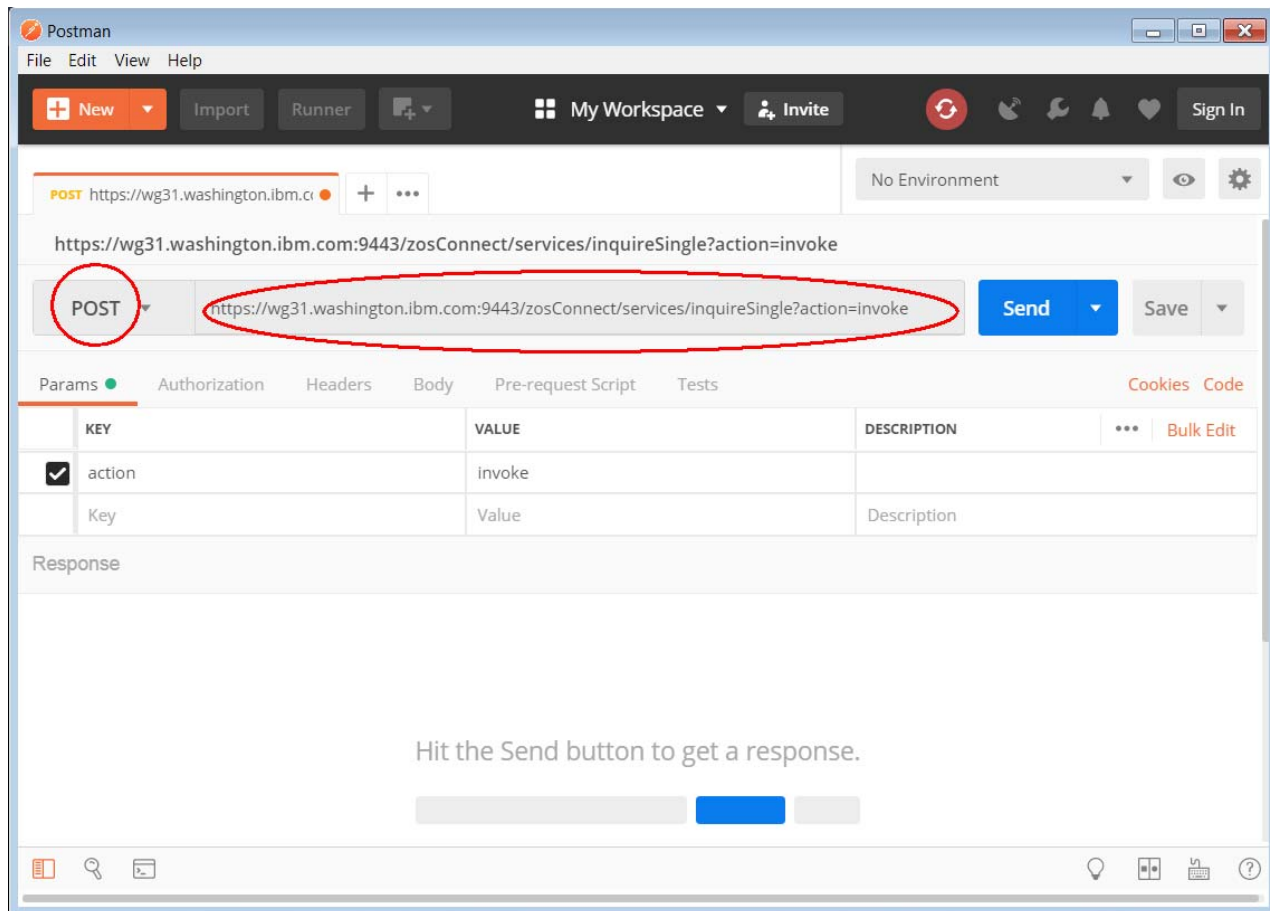 Postman
File Edit View Help
New Import Runner My Workspace Invite Sign In
POST https://wg31.washington.ibm.c
No Environment
https://wg31.washington.ibm.com:9443/zosConnect/services/inquireSingle?action=invoke
POST https://wg31.washington.ibm.com:9443/zosConnect/services/inquireSingle?action=invoke Send Save
Params Authorization Headers Body Pre-request Script Tests Cookies Code
KEY VALUE DESCRIPTION ••• Bulk Edit
action invoke
Key Value Description
Response
Hit the Send button to get a response.